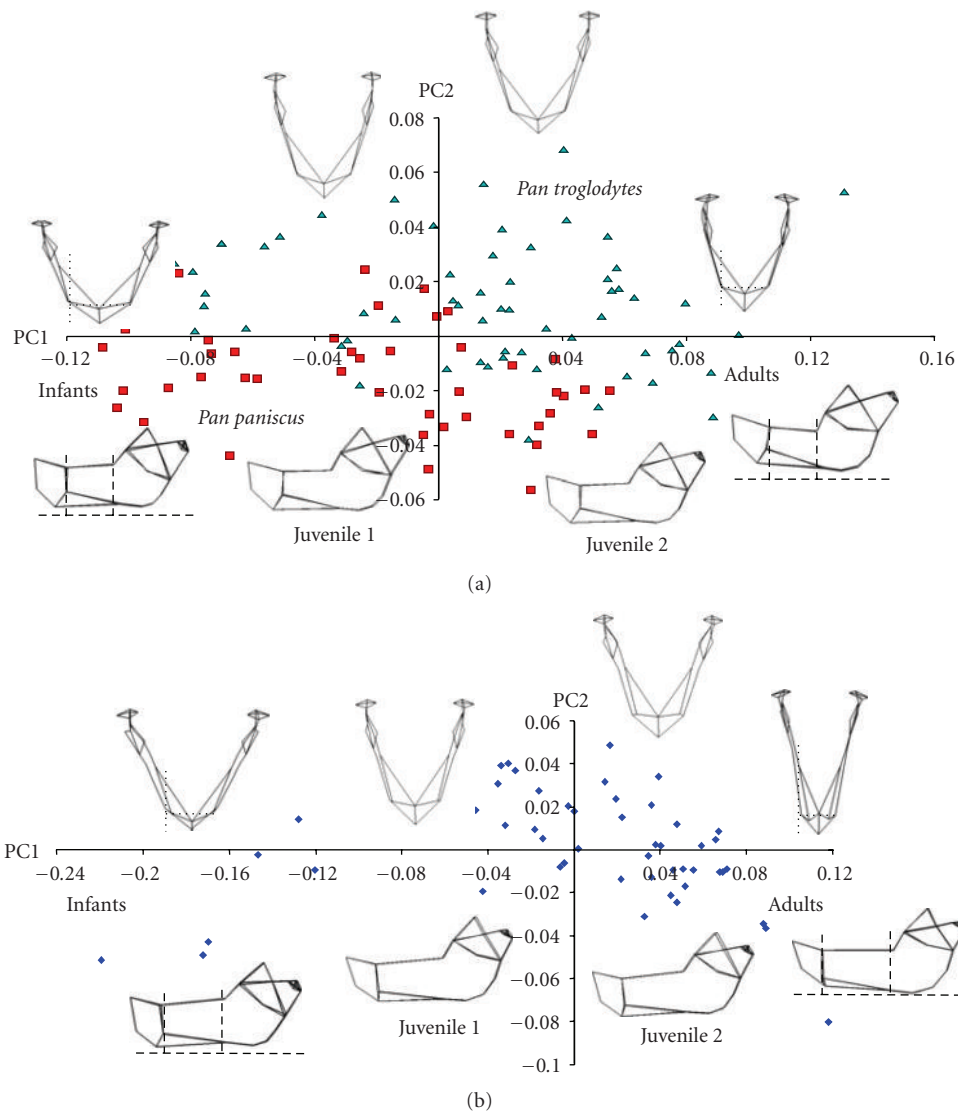 PC2
0.08
0.06
Pan troglodytes
0.04
0.02
PC1
0
−0.12
−0.08
−0.04
0.04
0.08
0.12
0.16
Infants
Adults
−0.02
Pan paniscus
−0.04
−0.06
Juvenile 1
Juvenile 2
(a)
PC2
0.06
0.04
0.02
PC1
0
−0.24
−0.2
−0.16
−0.12
−0.08
−0.04
0.04
0.08
0.12
Infants
Adults
−0.02
−0.04
−0.06
Juvenile 1
Juvenile 2
−0.08
−0.1
(b)